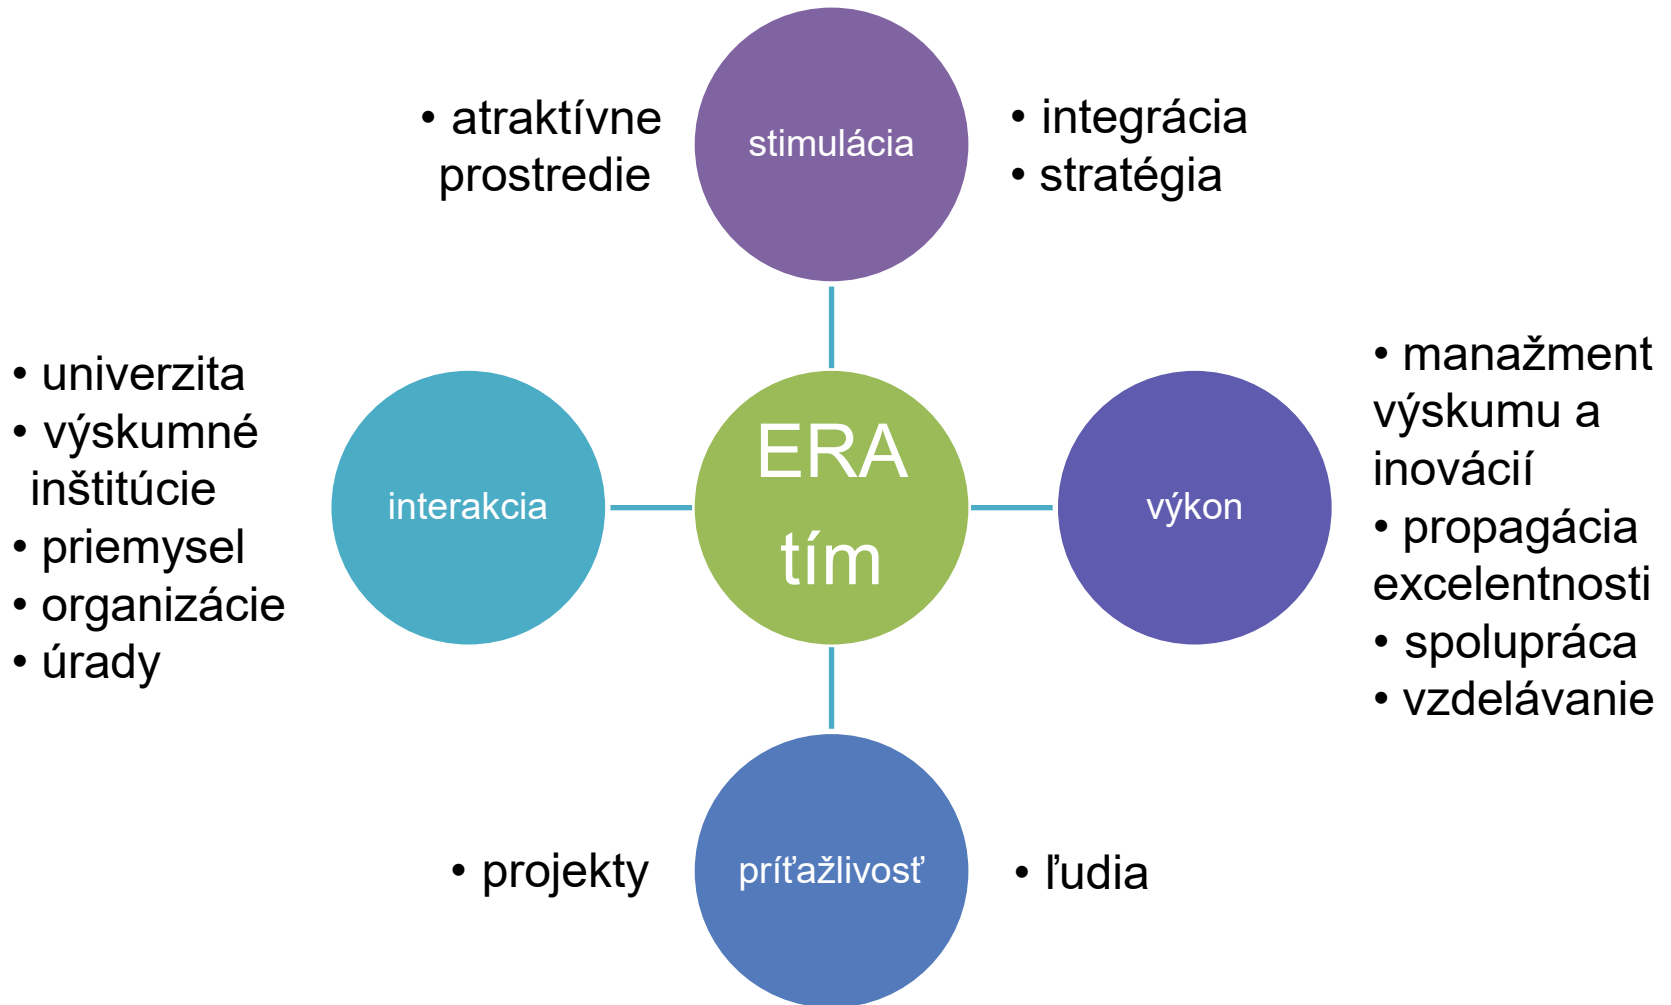 • atraktívne
prostredie
stimulácia
• integrácia
• stratégia
• univerzita
• výskumné
inštitúcie
• priemysel
• organizácie
• úrady
interakcia
ERA
tím
výkon
• manažment
výskumu a
inovácií
• propagácia
excelentnosti
• spolupráca
• vzdelávanie
• projekty
príťažlivosť
• ľudia